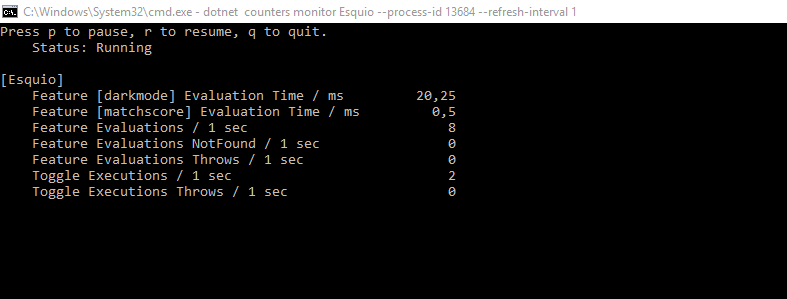 C:\Windows\System32\cmd.exe - dotnet counters monitor Esquio --process-id 13684 --refresh-interval 1
Press p to pause, r to resume, q to quit.
Status: Running
[Esquio]
Feature [darkmode] Evaluation Time / ms 20,25
Feature [matchscore] Evaluation Time / ms 0,5
Feature Evaluations / 1 sec 8
Feature Evaluations NotFound / 1 sec 0
Feature Evaluations Throws / 1 sec 0
Toggle Executions / 1 sec 2
Toggle Executions Throws / 1 sec 0